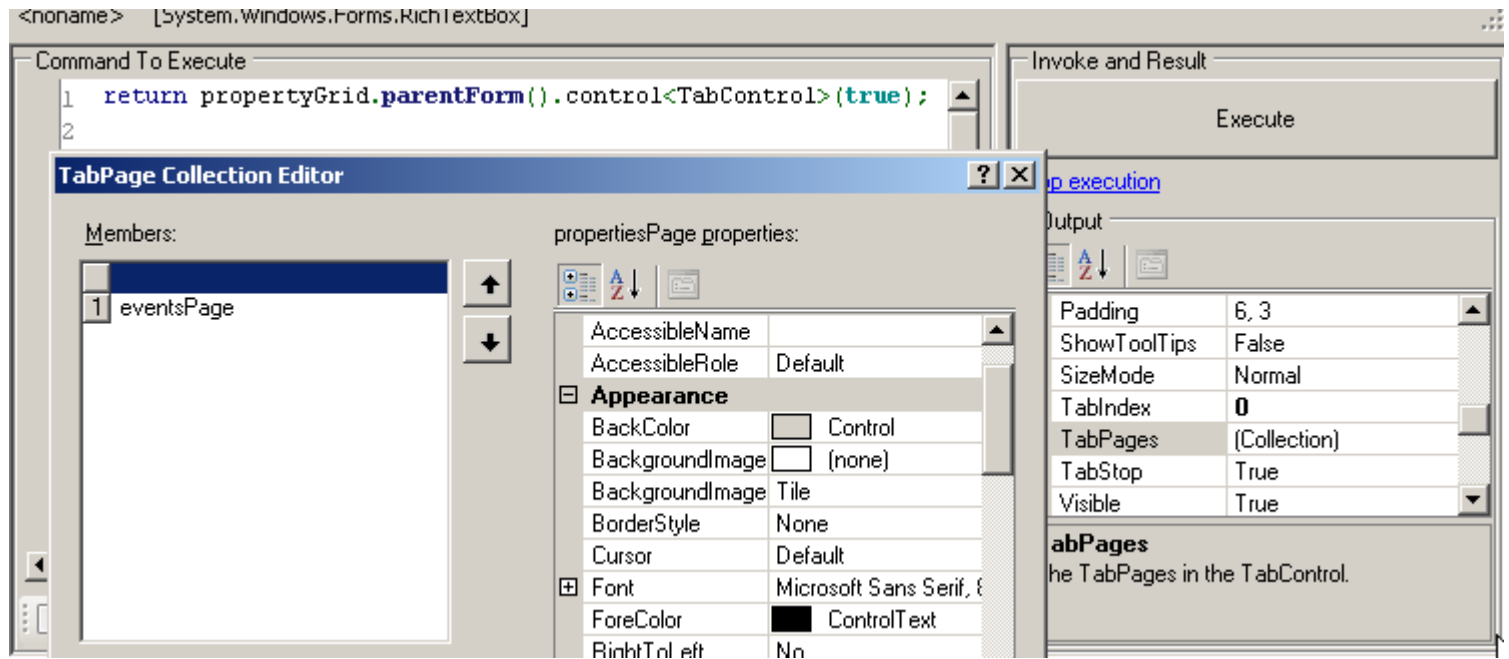 <noname> [System.Windows.Forms.RichTextBox]
Command To Execute
1 return propertyGrid.parentForm().control<TabControl>(true);
2
Invoke and Result
Execute
op execution
TabPage Collection Editor
Members:
1 eventsPage
propertiesPage properties:
AccessibleName
AccessibleRole Default
Appearance
BackColor Control
BackgroundImage (none)
BackgroundImage Tile
BorderStyle None
Cursor Default
Font Microsoft Sans Serif, 8
ForeColor ControlText
RightToLeft No
Output
Padding 6, 3
ShowToolTips False
SizeMode Normal
TabIndex 0
TabPages (Collection)
TabStop True
Visible True
abPages
he TabPages in the TabControl.